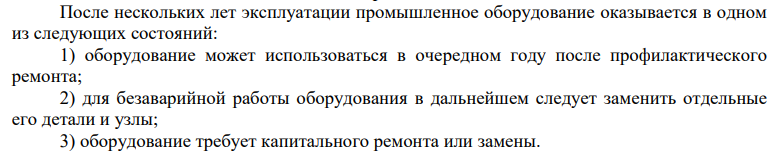 После нескольких лет эксплуатации промышленное оборудование оказывается в одном
из следующих состояний:
1) оборудование может использоваться в очередном году после профилактического
ремонта;
2) для безаварийной работы оборудования в дальнейшем следует заменить отдельные
его детали и узлы;
3) оборудование требует капитального ремонта или замены.